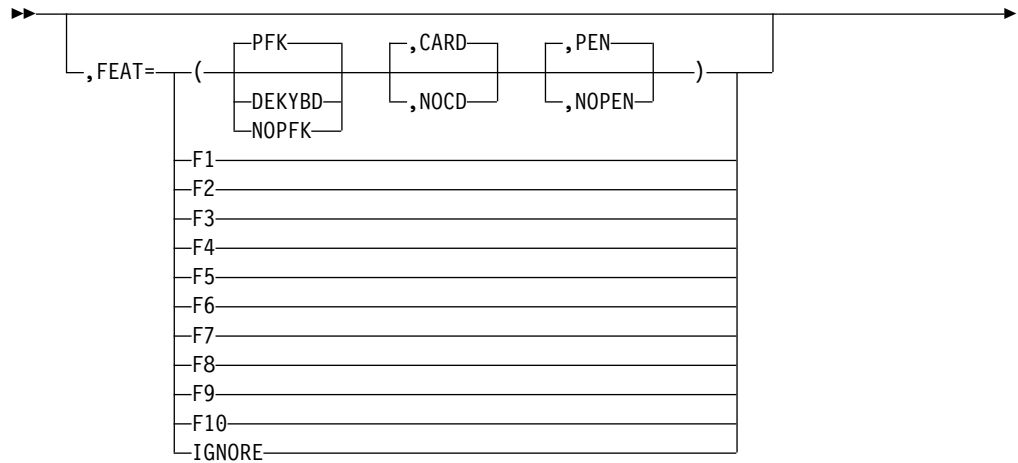 PFK ,CARD ,PEN
,FEAT= ( )
DEKYBD ,NOCD ,NOPEN
NOPFK
F1
F2
F3
F4
F5
F6
F7
F8
F9
F10
IGNORE